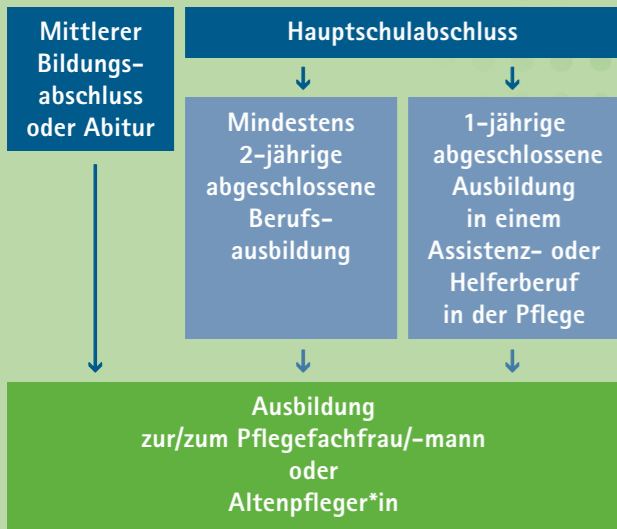 Mittlerer
Bildungs-
abschluss
oder Abitur
Hauptschulabschluss
Mindestens
2-jährige
abgeschlossene
Berufs-
ausbildung
1-jährige
abgeschlossene
Ausbildung
in einem
Assistenz- oder
Helferberuf
in der Pflege
Ausbildung
zur/zum Pflegefachfrau/-mann
oder
Altenpfleger*in